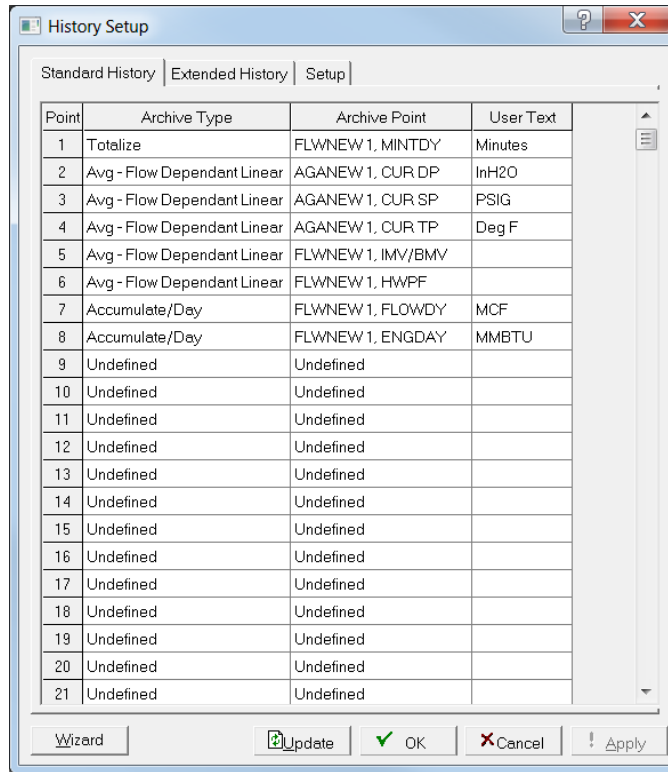 History Setup
Standard History Extended History Setup
Point Archive Type Archive Point User Text
1 Totalize FLWNEW 1, MINTDY Minutes
2 Avg - Flow Dependant Linear AGANEW 1, CUR DP InH2O
3 Avg - Flow Dependant Linear AGANEW 1, CUR SP PSIG
4 Avg - Flow Dependant Linear AGANEW 1, CUR TP Deg F
5 Avg - Flow Dependant Linear FLWNEW 1, IMV/BMV
6 Avg - Flow Dependant Linear FLWNEW 1, HWPF
7 Accumulate/Day FLWNEW 1, FLOWDY MCF
8 Accumulate/Day FLWNEW 1, ENGDAY MMBTU
9 Undefined Undefined
10 Undefined Undefined
11 Undefined Undefined
12 Undefined Undefined
13 Undefined Undefined
14 Undefined Undefined
15 Undefined Undefined
16 Undefined Undefined
17 Undefined Undefined
18 Undefined Undefined
19 Undefined Undefined
20 Undefined Undefined
21 Undefined Undefined
Wizard Update OK Cancel ! Apply